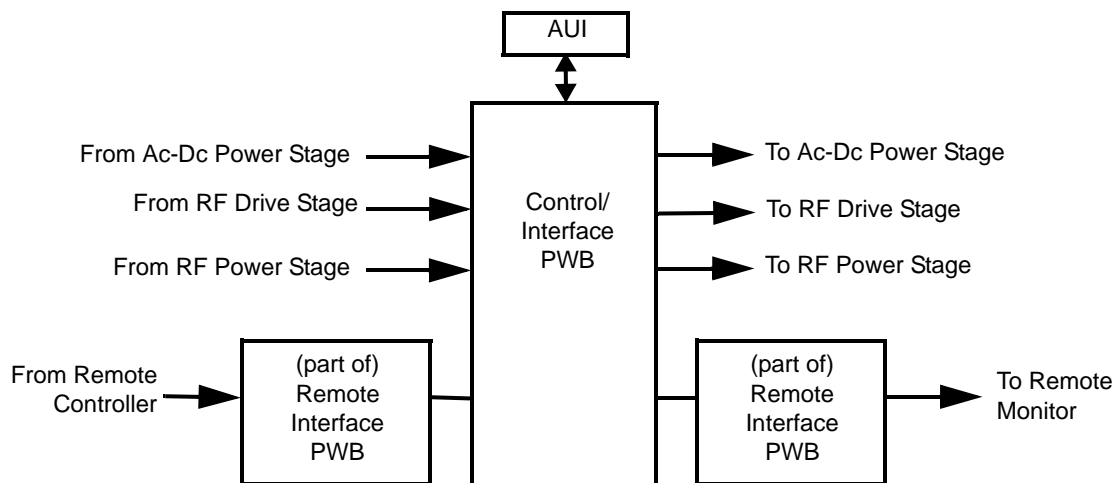 AUI
From Ac-Dc Power Stage
To Ac-Dc Power Stage
From RF Drive Stage
Control/
Interface
PWB
To RF Drive Stage
From RF Power Stage
To RF Power Stage
From Remote
Controller
(part of)
Remote
Interface
PWB
(part of)
Remote
Interface
PWB
To Remote
Monitor